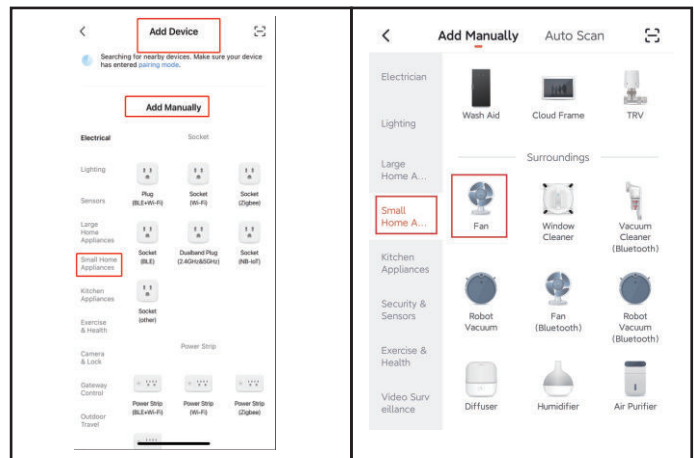 Add Device
Searching for nearby devices. Make sure your device
has entered pairing mode.
Add Manually
Electrical
Socket
Lighting
Sensors
Large
Home
Appliances
Small Home
Appliances
Kitchen
Appliances
Exercise
& Health
Camera
& Lock
Gateway
Control
Outdoor
Travel
Plug
(BLE+Wi-Fi)
Socket
(Wi-Fi)
Socket
(Zigbee)
Socket
(BLE)
Dualband Plug
(2.4GHz&5GHz)
Socket
(NB-IoT)
Socket
(other)
Power Strip
Power Strip
(BLE+Wi-Fi)
Power Strip
(Wi-Fi)
Power Strip
(Zigbee)
Add Manually
Auto Scan
Electrician
Lighting
Large
Home A...
Small
Home A...
Kitchen
Appliances
Security &
Sensors
Exercise &
Health
Video Surv
eillance
Wash Aid
Cloud Frame
TRV
Surroundings
Fan
Window
Cleaner
Vacuum
Cleaner
(Bluetooth)
Robot
Vacuum
Fan
(Bluetooth)
Robot
Vacuum
(Bluetooth)
Diffuser
Humidifier
Air Purifier